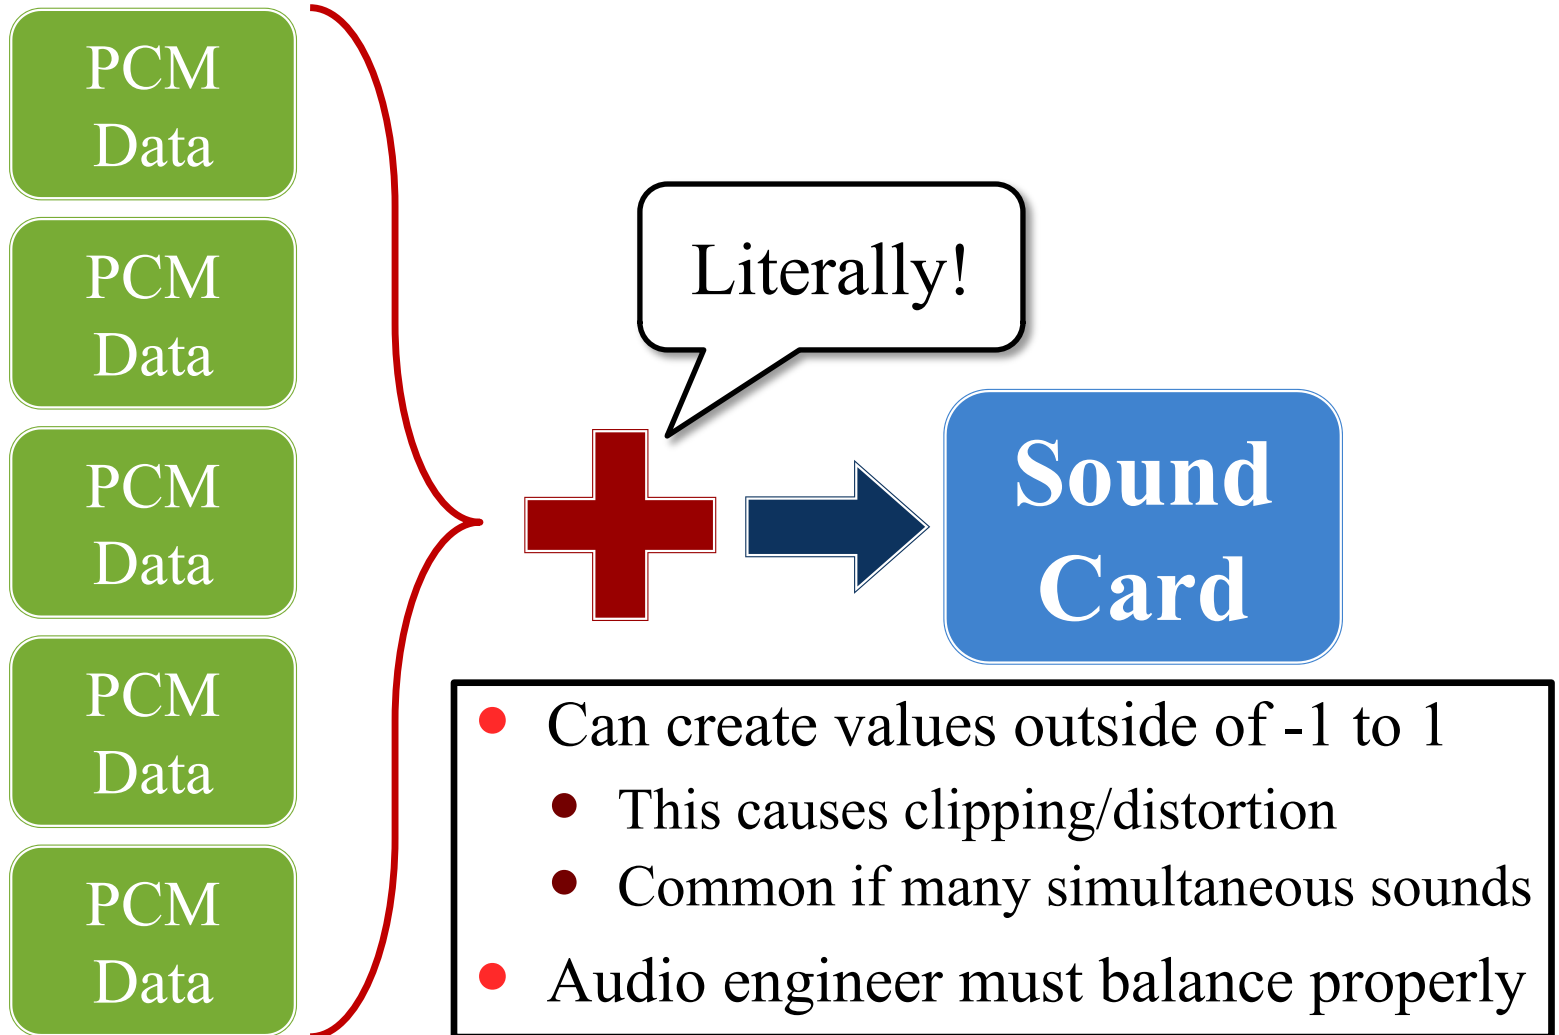 PCM
Data
PCM
Data
PCM
Data
PCM
Data
PCM
Data
Literally!
Sound
Card
• Can create values outside of -1 to 1
• This causes clipping/distortion
• Common if many simultaneous sounds
• Audio engineer must balance properly